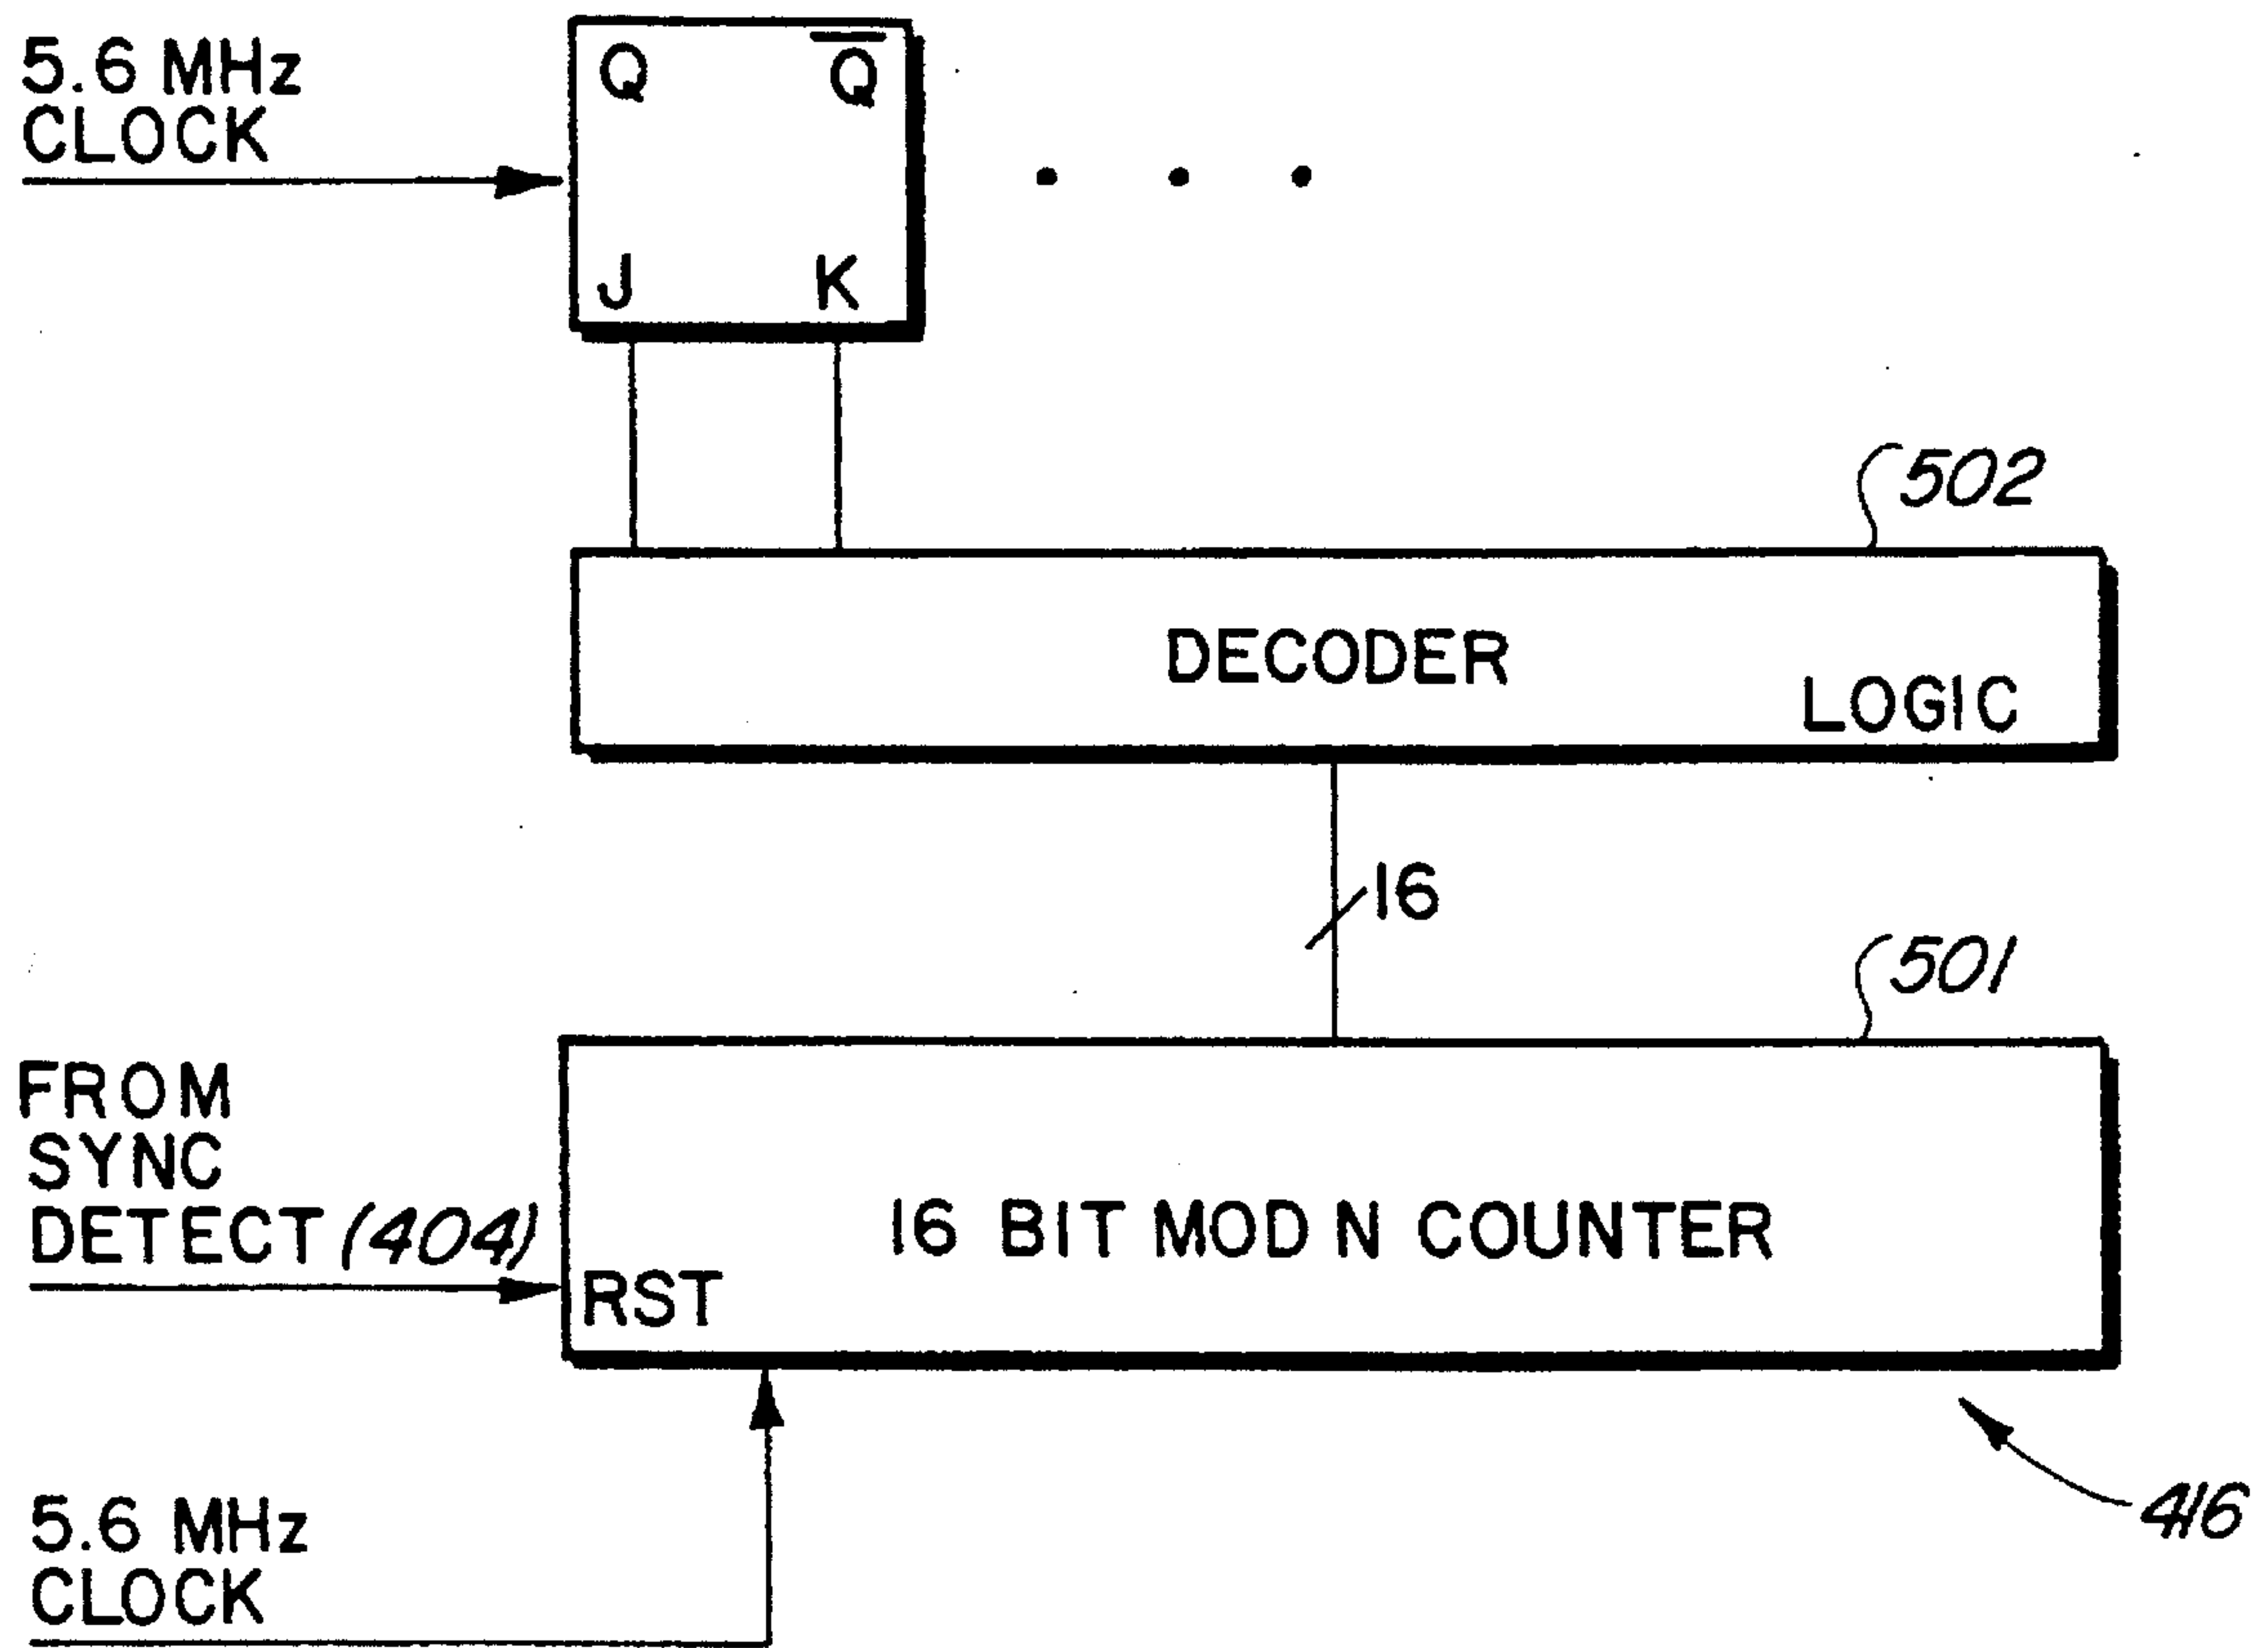 5.6 MHz
CLOCK
Q Q̅
J K
502
DECODER
LOGIC
16
501
FROM
SYNC
DETECT (404)
16 BIT MOD N COUNTER
RST
416
5.6 MHz
CLOCK